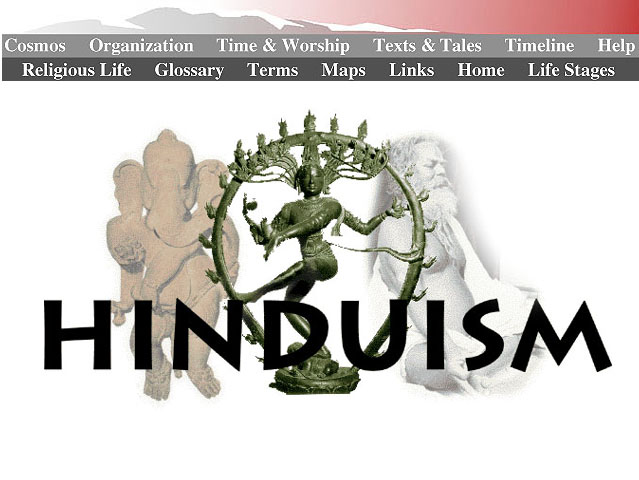 Cosmos Organization Time & Worship Texts & Tales Timeline Help
Religious Life Glossary Terms Maps Links Home Life Stages
HINDUISM